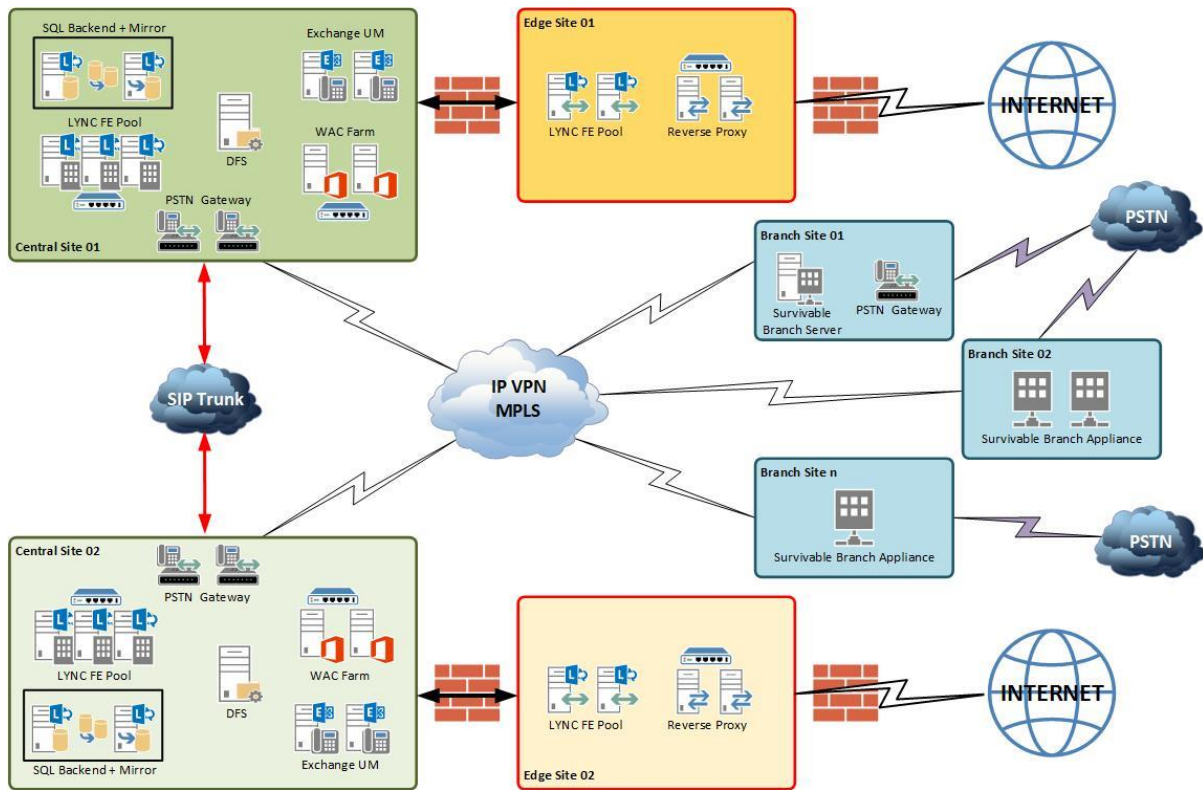 SQL Backend + Mirror
Exchange UM
LYNC FE Pool
DFS
WAC Farm
PSTN Gateway
Central Site 01
Edge Site 01
LYNC FE Pool
Reverse Proxy
INTERNET
PSTN
Branch Site 01
Survivable
Branch Server
PSTN Gateway
Branch Site 02
Survivable Branch Appliance
IP VPN
MPLS
SIP Trunk
Branch Site n
Survivable Branch Appliance
PSTN
Central Site 02
PSTN Gateway
LYNC FE Pool
DFS
WAC Farm
SQL Backend + Mirror
Exchange UM
LYNC FE Pool
Reverse Proxy
Edge Site 02
INTERNET